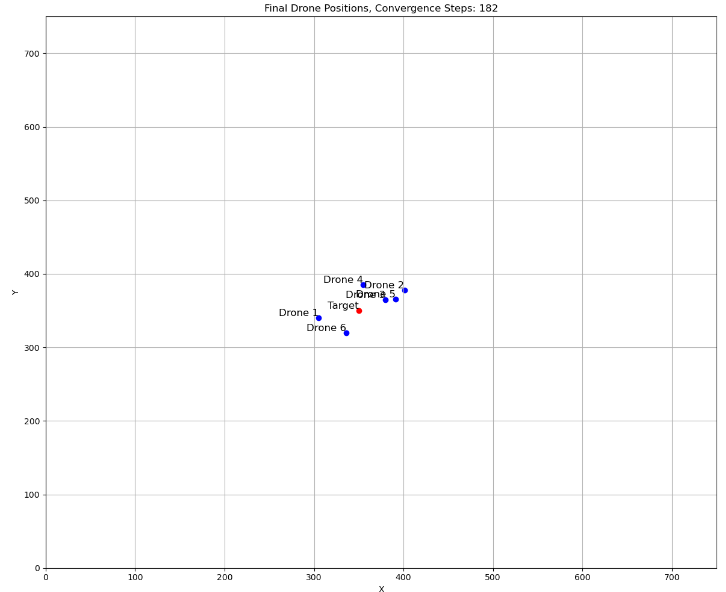 Final Drone Positions, Convergence Steps: 182
700
600
500
400
300
200
100
0
Y
Drone 4
Drone 2
Drone 5
Target
Drone 1
Drone 6
0 100 200 300 400 500 600 700
X